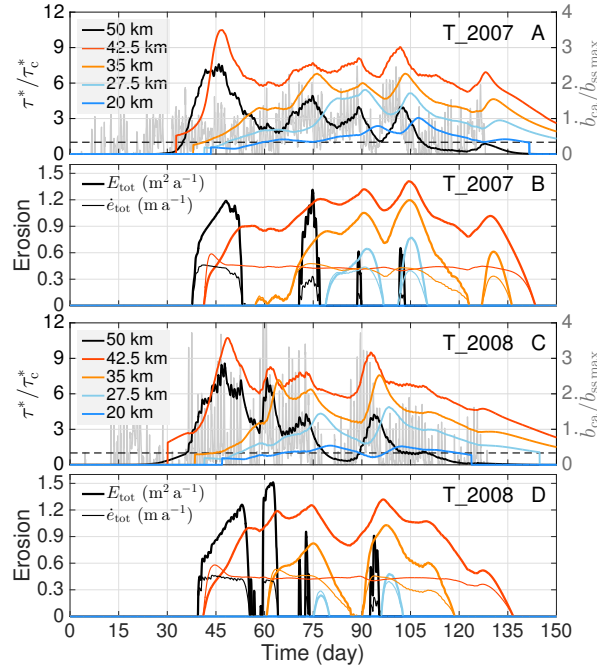 T_2007 A
12
9
6
3
0
τ*/τ*c
4
3
2
1
0
ḃca/ḃss max
50 km
42.5 km
35 km
27.5 km
20 km
T_2007 B
1.5
1.2
0.9
0.6
0.3
0
Erosion
Etot (m² a⁻¹)
ėtot (m a⁻¹)
T_2008 C
12
9
6
3
0
τ*/τ*c
4
3
2
1
0
ḃca/ḃss max
50 km
42.5 km
35 km
27.5 km
20 km
T_2008 D
1.5
1.2
0.9
0.6
0.3
0
Erosion
Etot (m² a⁻¹)
ėtot (m a⁻¹)
0 15 30 45 60 75 90 105 120 135 150
Time (day)